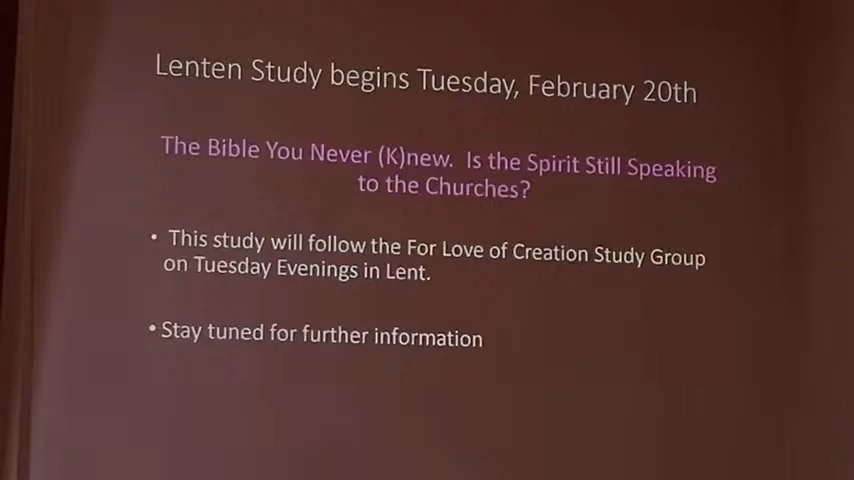 Lenten Study begins Tuesday, February 20th
The Bible You Never (K)new. Is the Spirit Still Speaking
to the Churches?
• This study will follow the For Love of Creation Study Group
on Tuesday Evenings in Lent.
• Stay tuned for further information